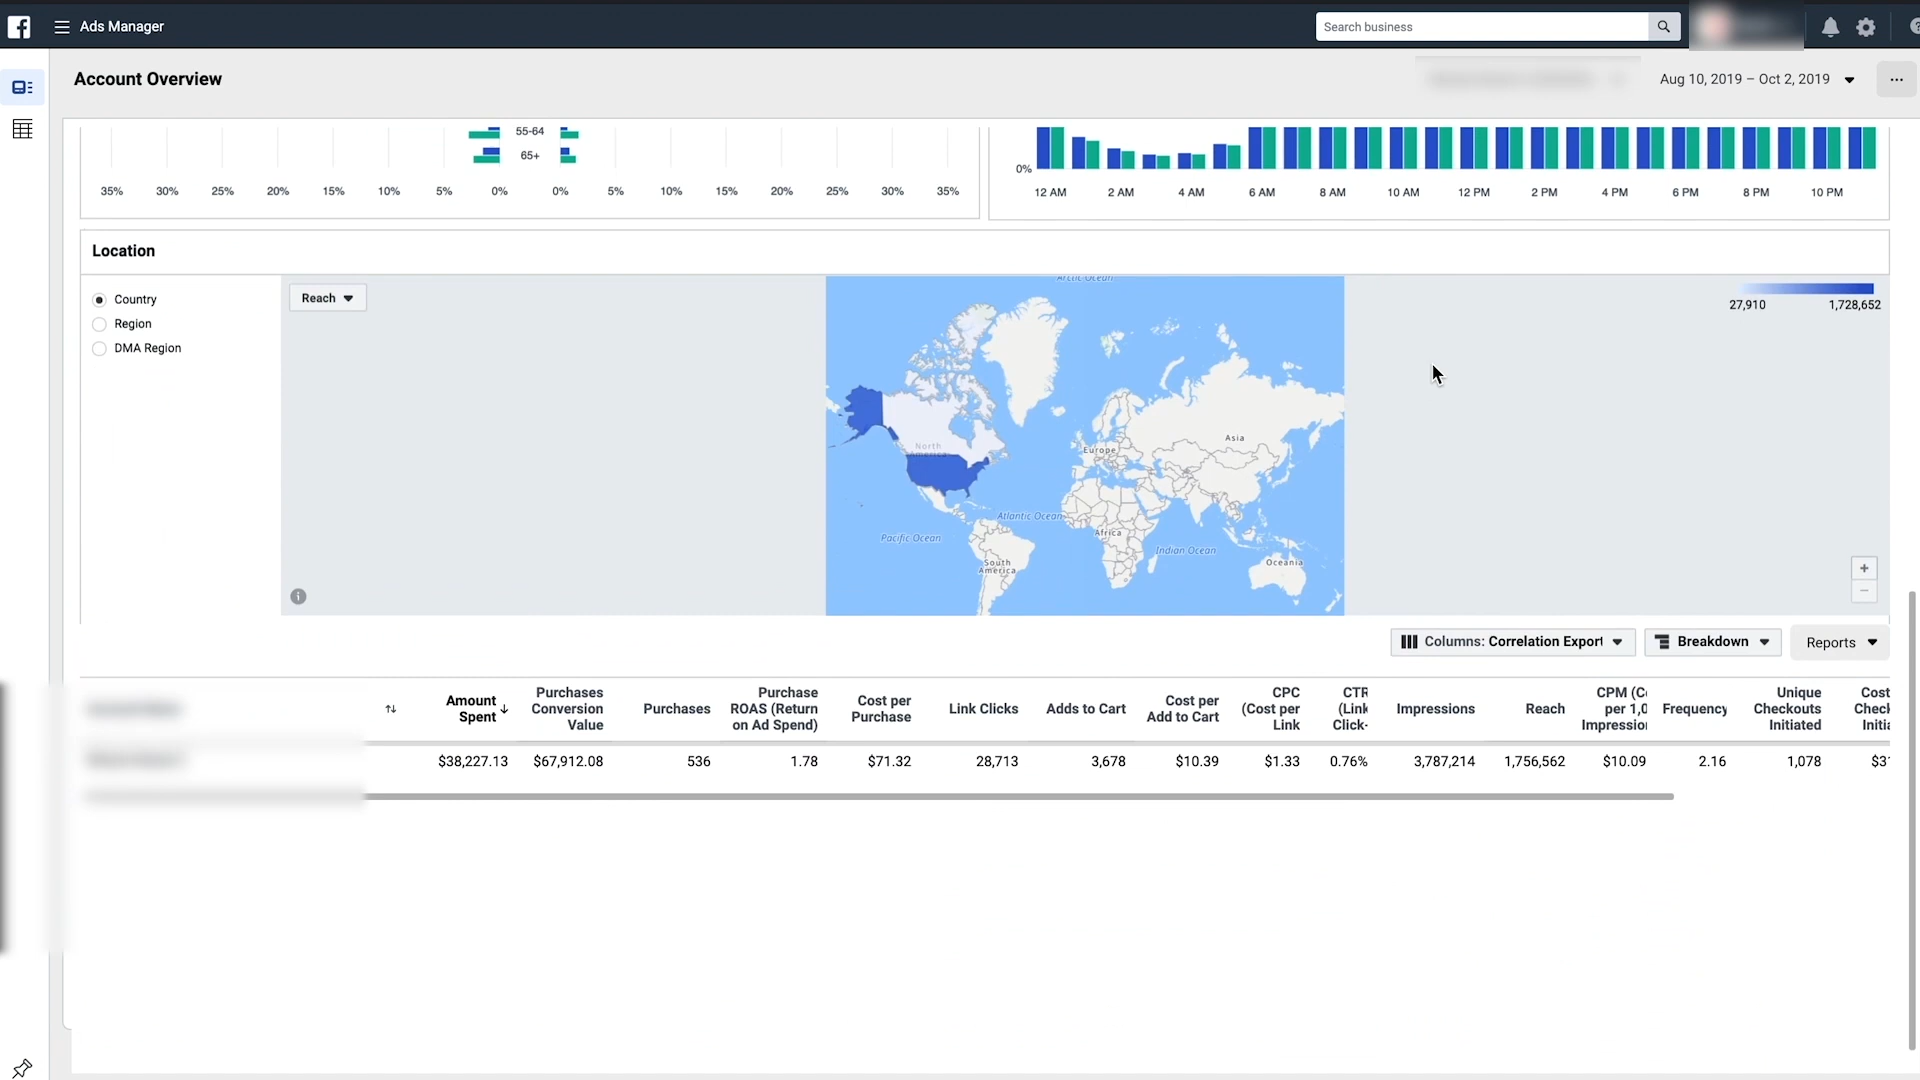 Ads Manager
Search business
Account Overview
Aug 10, 2019 – Oct 2, 2019
55-64
65+
35% 30% 25% 20% 15% 10% 5% 0% 0% 5% 10% 15% 20% 25% 30% 35%
0%
12 AM 2 AM 4 AM 6 AM 8 AM 10 AM 12 PM 2 PM 4 PM 6 PM 8 PM 10 PM
Location
Country
Region
DMA Region
Reach
27,910 1,728,652
Arctic Ocean
North
America
Europe
Asia
Atlantic Ocean
Africa
Pacific Ocean
Indian Ocean
South
America
Oceania
Columns: Correlation Export
Breakdown
Reports
Amount
Spent
Purchases
Conversion
Value
Purchases
Purchase
ROAS (Return
on Ad Spend)
Cost per
Purchase
Link Clicks
Adds to Cart
Cost per
Add to Cart
CPC
(Cost per
Link
CTR
(Link
Click-
Impressions
Reach
CPM (Co
per 1,0
Impression
Frequency
Unique
Checkouts
Initiated
Cost
Check
Initia
$38,227.13 $67,912.08 536 1.78 $71.32 28,713 3,678 $10.39 $1.33 0.76% 3,787,214 1,756,562 $10.09 2.16 1,078 $31